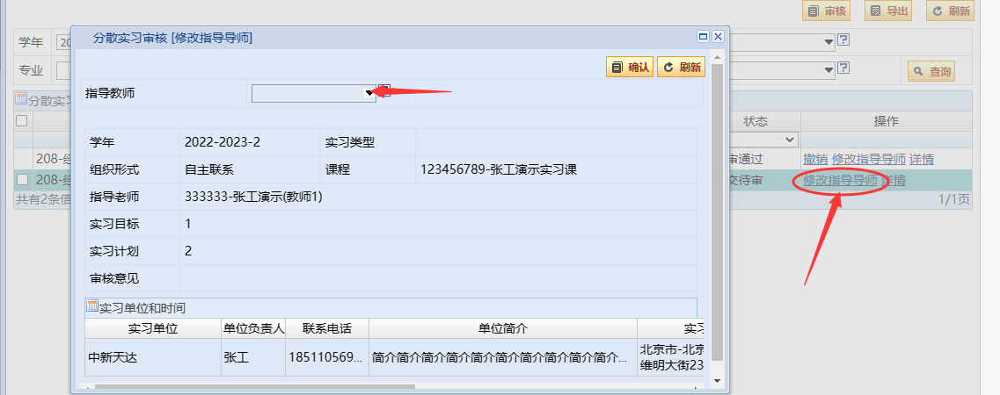 审核 导出 刷新
学年 20
专业
查询
分散实习
状态 操作
208-经 审通过 撤销 修改指导导师 详情
208-经 交待审 修改指导导师 详情
共有2条信 1/1页
分散实习审核 [修改指导导师]
确认 刷新
指导教师
学年 2022-2023-2 实习类型
组织形式 自主联系 课程 123456789-张工演示实习课
指导老师 333333-张工演示(教师1)
实习目标 1
实习计划 2
审核意见
实习单位和时间
实习单位 单位负责人 联系电话 单位简介 实习
中新天达 张工 185110569... 简介简介简介简介简介简介简介简介简介简介... 北京市-北京
维明大街23